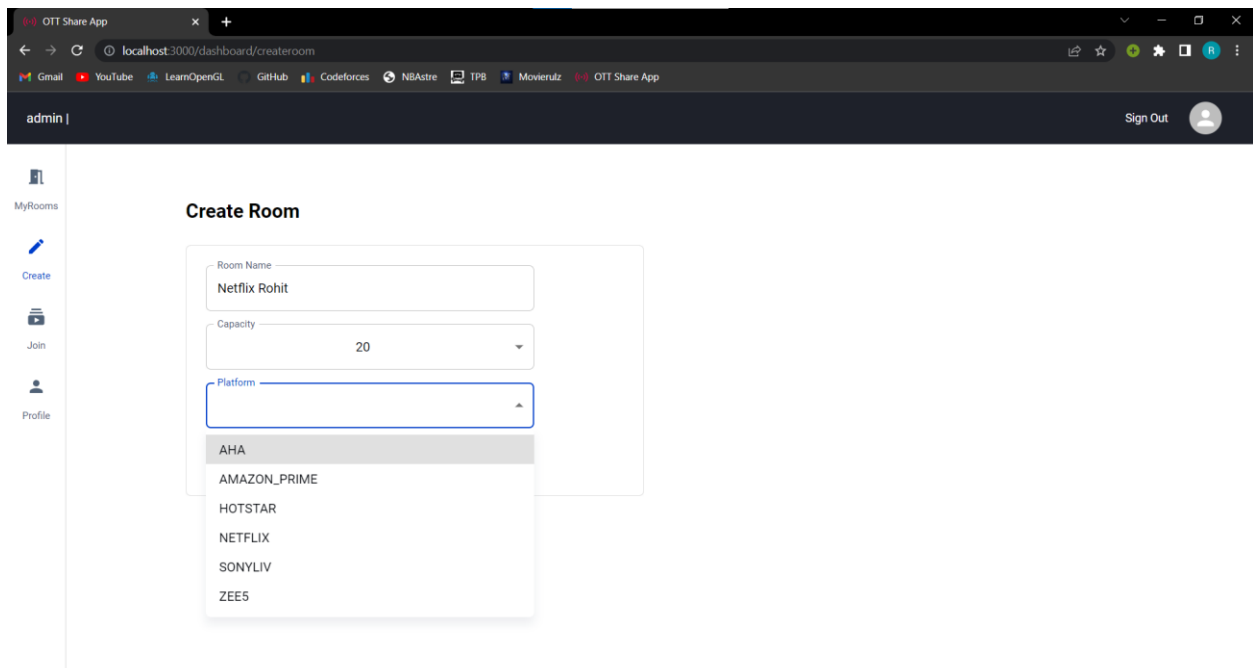 OTT Share App
localhost:3000/dashboard/createroom
R
Gmail YouTube LearnOpenGL GitHub Codeforces NBAstre TPB Movierulz OTT Share App
admin |
Sign Out
MyRooms
Create
Join
Profile
Create Room
Room Name
Netflix Rohit
Capacity
20
Platform
AHA
AMAZON_PRIME
HOTSTAR
NETFLIX
SONYLIV
ZEE5